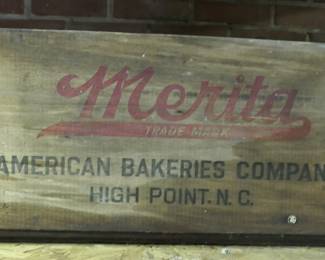 Merita
TRADE MARK
AMERICAN BAKERIES COMPAN
HIGH POINT. N. C.